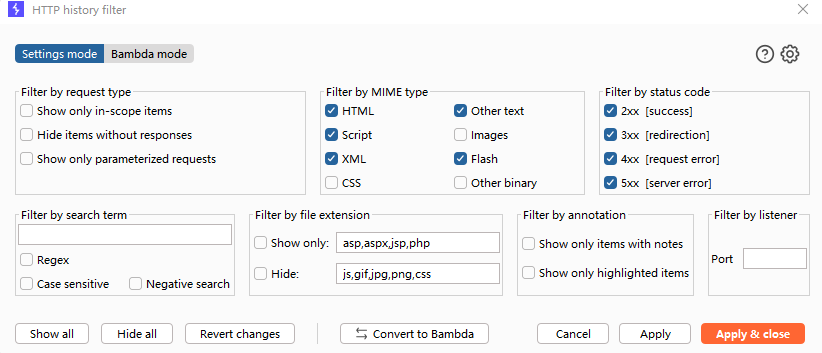 HTTP history filter
Settings mode Bambda mode
Filter by request type
Show only in-scope items
Hide items without responses
Show only parameterized requests
Filter by MIME type
HTML Other text
Script Images
XML Flash
CSS Other binary
Filter by status code
2xx [success]
3xx [redirection]
4xx [request error]
5xx [server error]
Filter by search term
Regex
Case sensitive Negative search
Filter by file extension
Show only: asp,aspx,jsp,php
Hide: js,gif,jpg,png,css
Filter by annotation
Show only items with notes
Show only highlighted items
Filter by listener
Port
Show all Hide all Revert changes Convert to Bambda Cancel Apply Apply & close